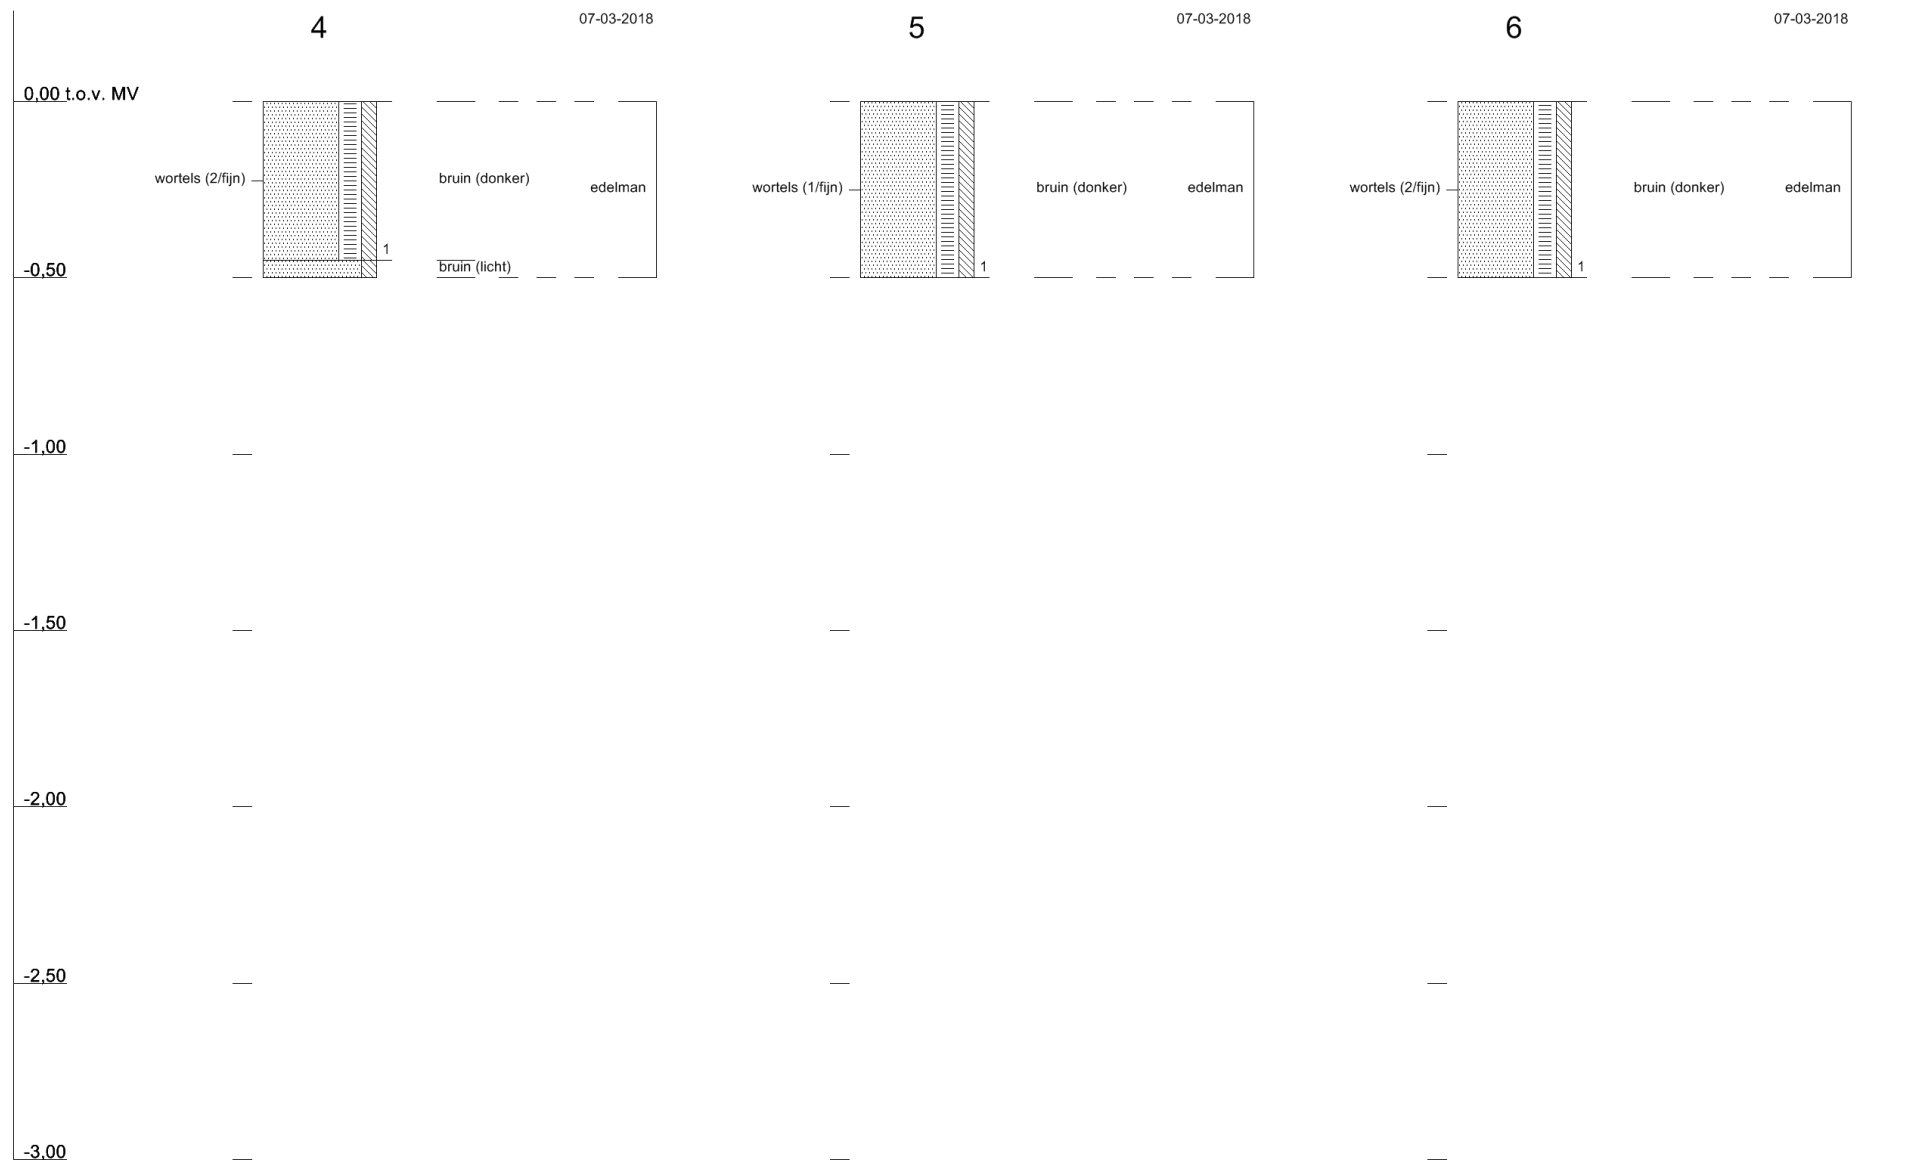 4
07-03-2018
5
07-03-2018
6
07-03-2018
0,00 t.o.v. MV
wortels (2/fijn)
bruin (donker)
edelman
1
bruin (licht)
wortels (1/fijn)
bruin (donker)
edelman
1
wortels (2/fijn)
bruin (donker)
edelman
1
-0,50
-1,00
-1,50
-2,00
-2,50
-3,00